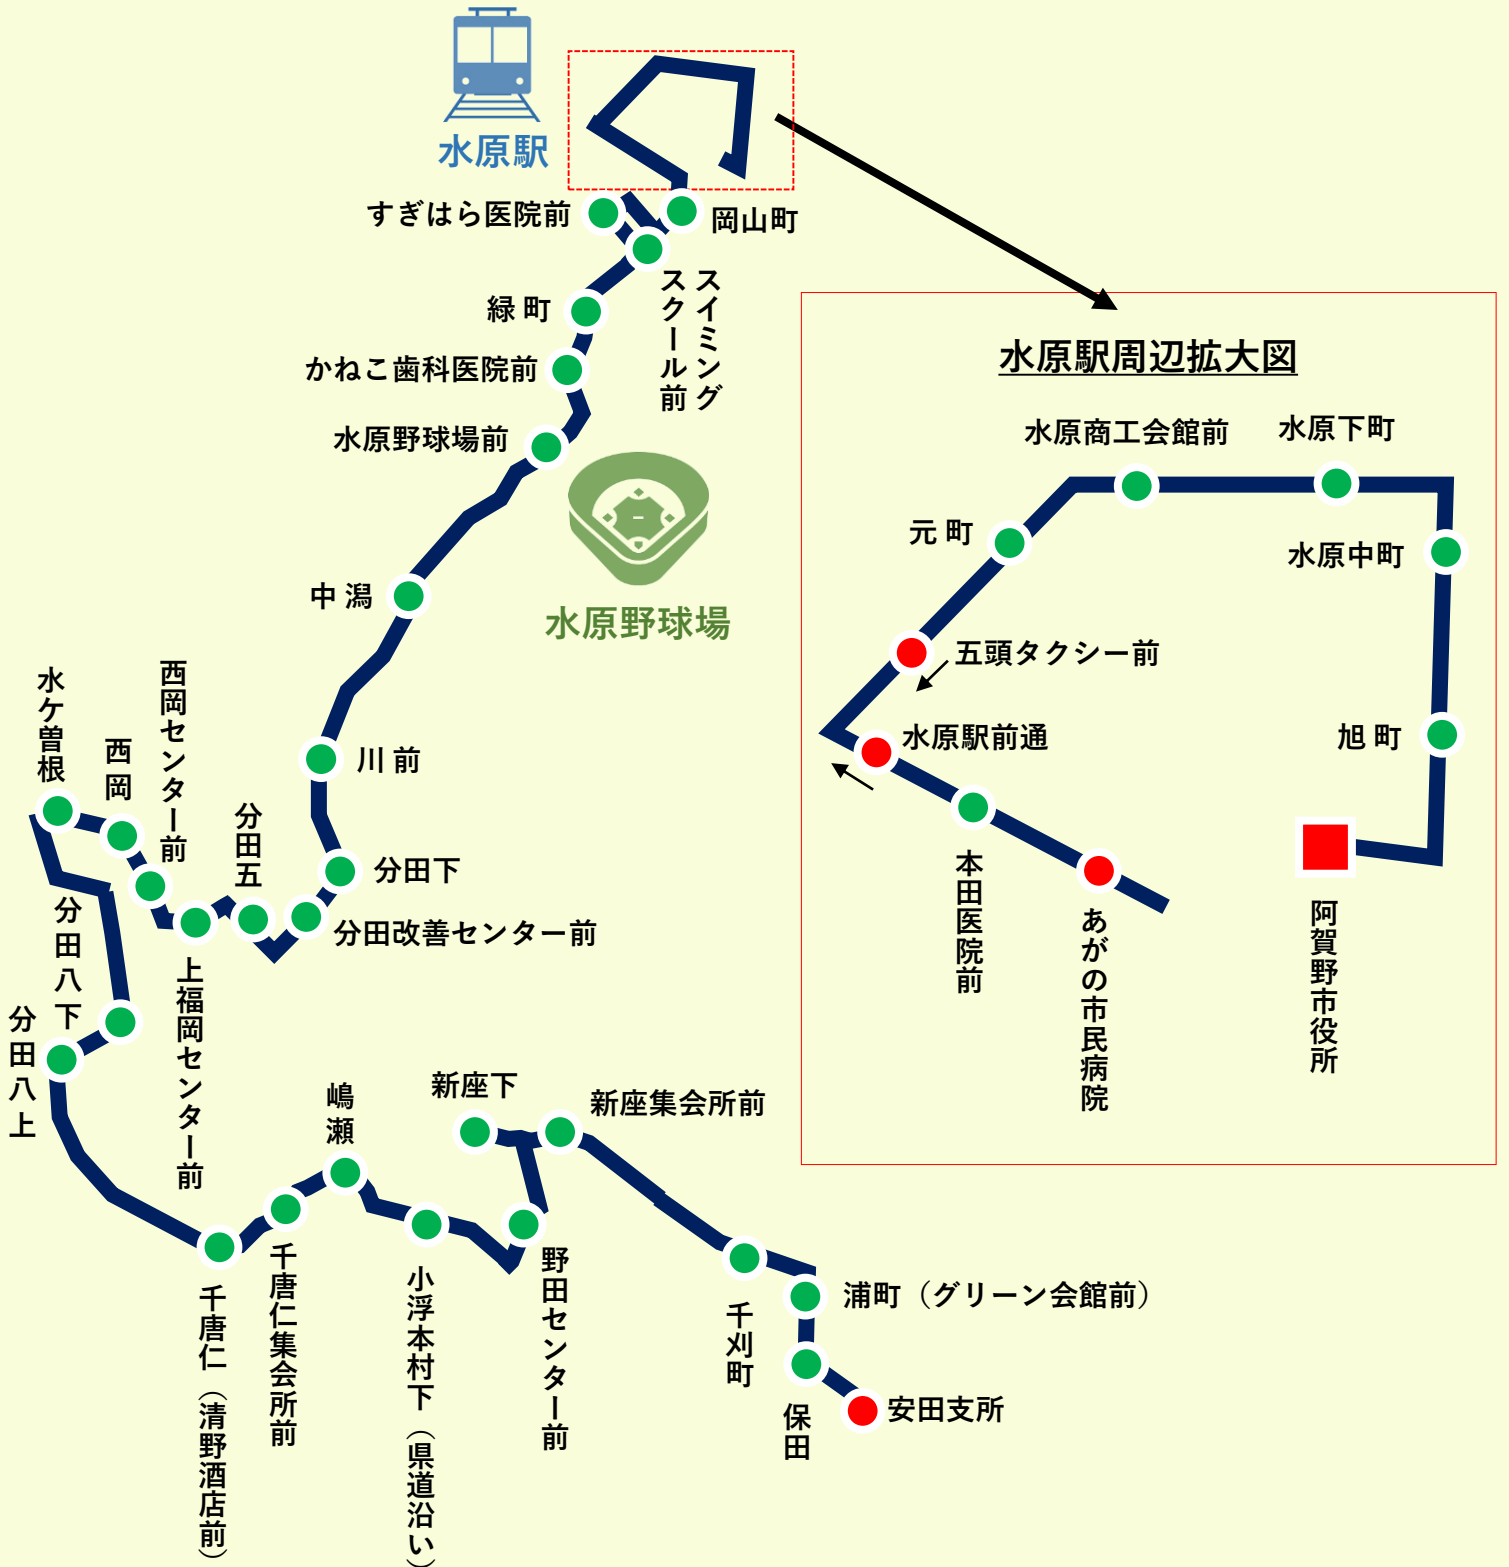 水原駅
すぎはら医院前
岡山町
スイミング
スクール前
緑町
かねこ歯科医院前
水原野球場前
水原野球場
中潟
川前
分田下
分田改善センター前
分田五
上福岡センター前
西岡センター前
西岡
水ケ曽根
分田八下
分田八上
千唐仁（清野酒店前）
千唐仁集会所前
嶋瀬
小浮本村下（県道沿い）
野田センター前
新座下
新座集会所前
千刈町
浦町（グリーン会館前）
保田
安田支所
水原駅周辺拡大図
水原商工会館前
水原下町
元町
水原中町
五頭タクシー前
水原駅前通
旭町
本田医院前
あがの市民病院
阿賀野市役所